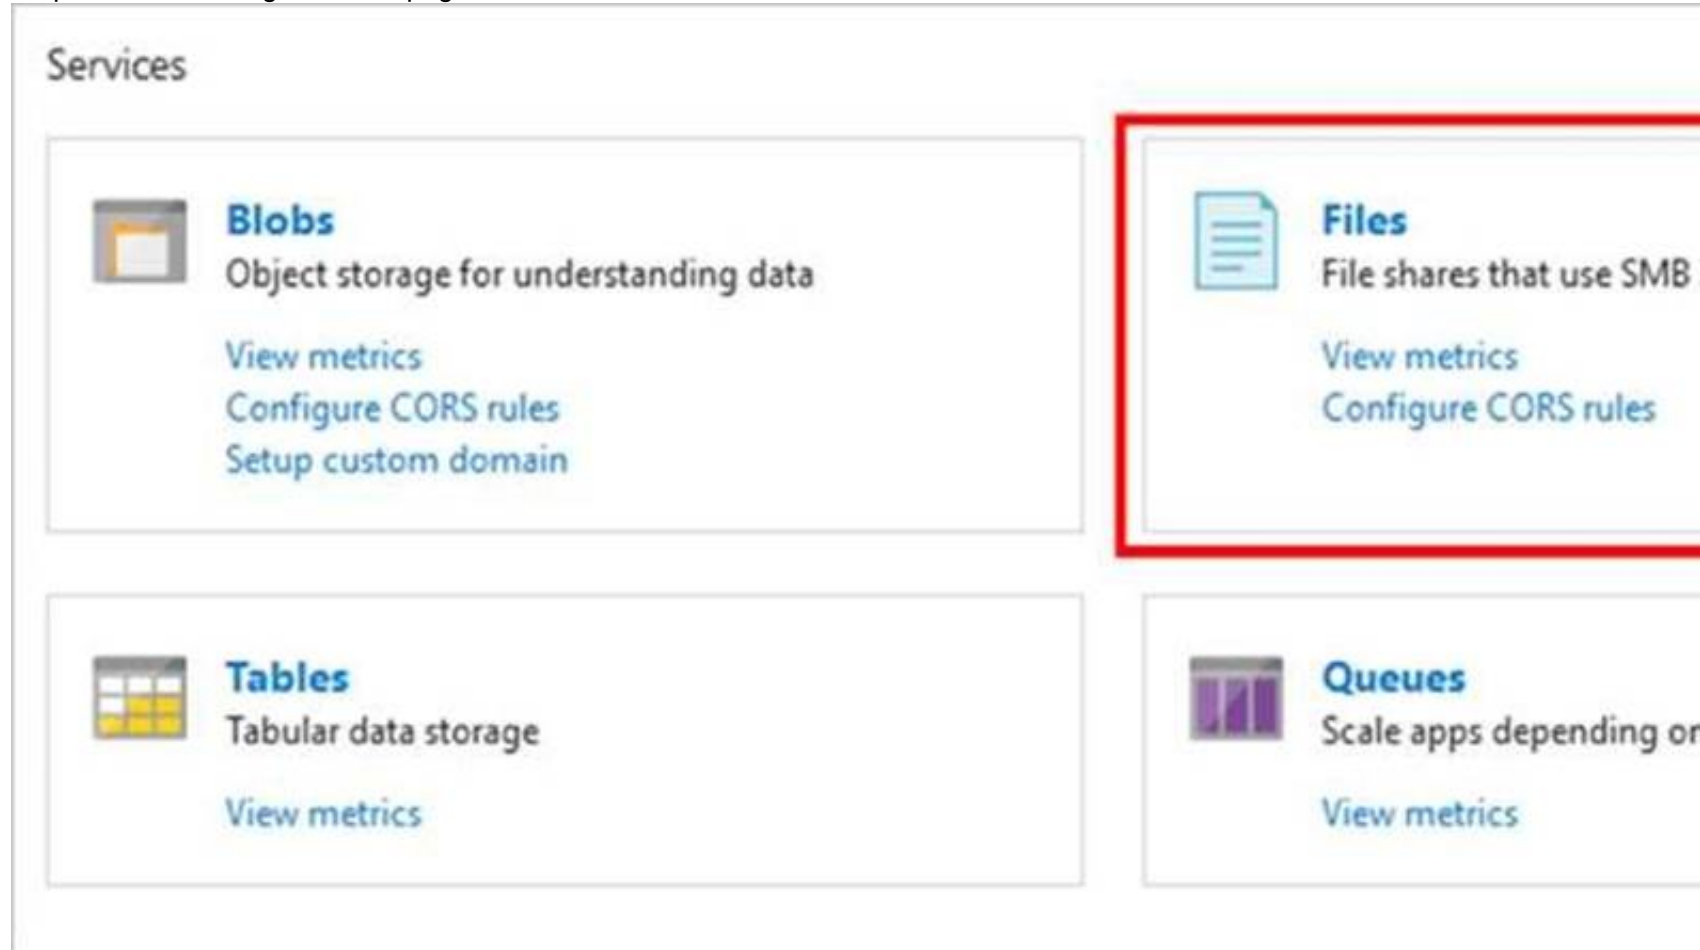 Services
Blobs
Object storage for understanding data
View metrics
Configure CORS rules
Setup custom domain
Files
File shares that use SMB
View metrics
Configure CORS rules
Tables
Tabular data storage
View metrics
Queues
Scale apps depending or
View metrics